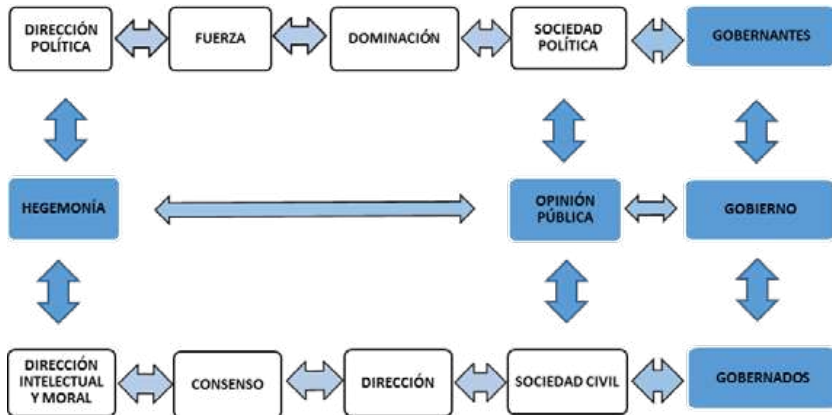 DIRECCIÓN
POLÍTICA
FUERZA
DOMINACIÓN
SOCIEDAD
POLÍTICA
GOBERNANTES
HEGEMONÍA
OPINIÓN
PÚBLICA
GOBIERNO
DIRECCIÓN
INTELECTUAL
Y MORAL
CONSENSO
DIRECCIÓN
SOCIEDAD CIVIL
GOBERNADOS